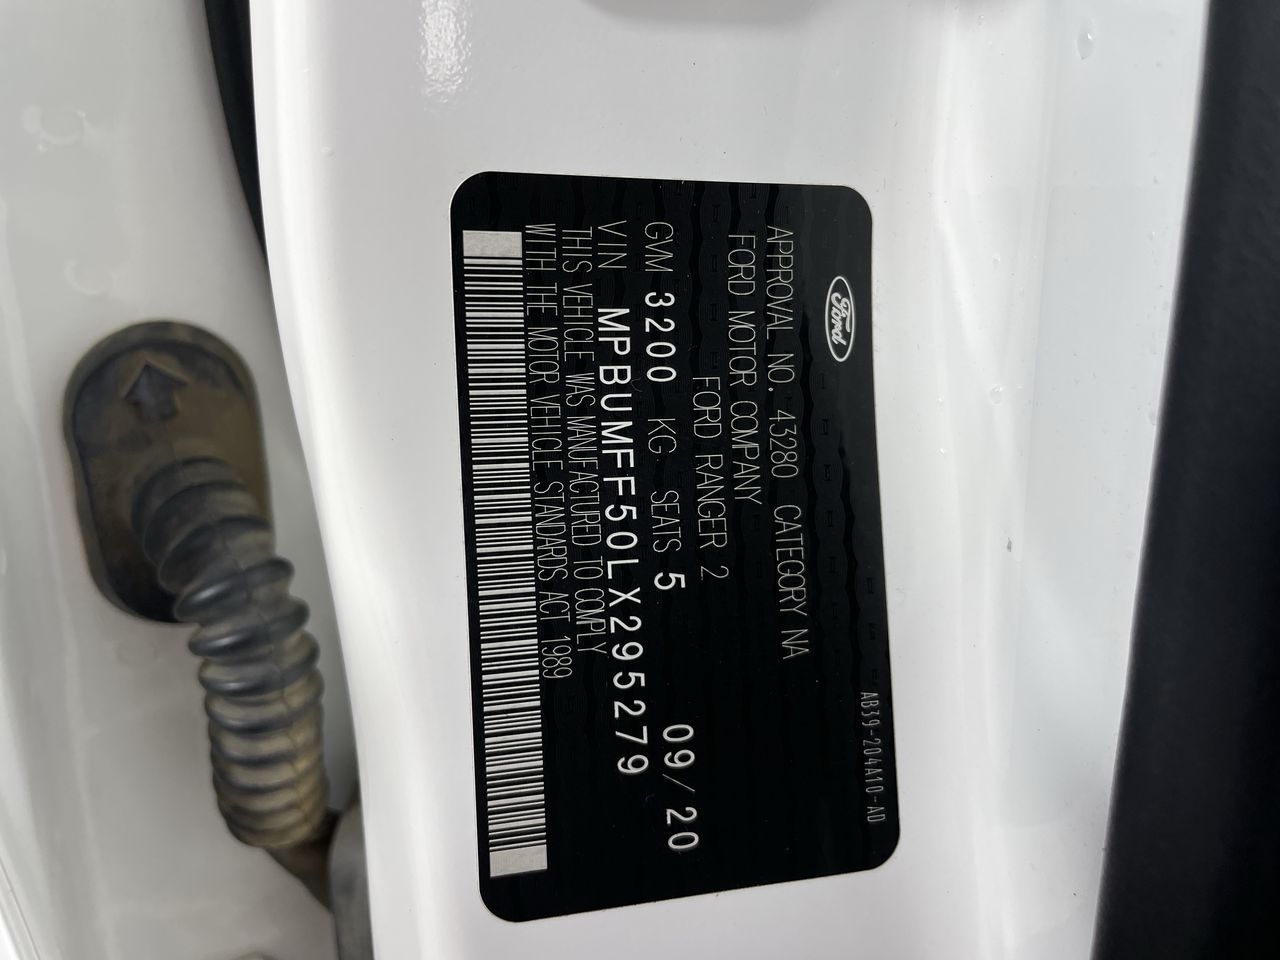 Ford
AB39-204A10-AD
APPROVAL NO. 43280 CATEGORY NA
FORD MOTOR COMPANY
FORD RANGER 2
09/20
GVM 3200 KG SEATS 5
VIN MPBUMFF50LX295279
THIS VEHICLE WAS MANUFACTURED TO COMPLY
WITH THE MOTOR VEHICLE STANDARDS ACT 1989